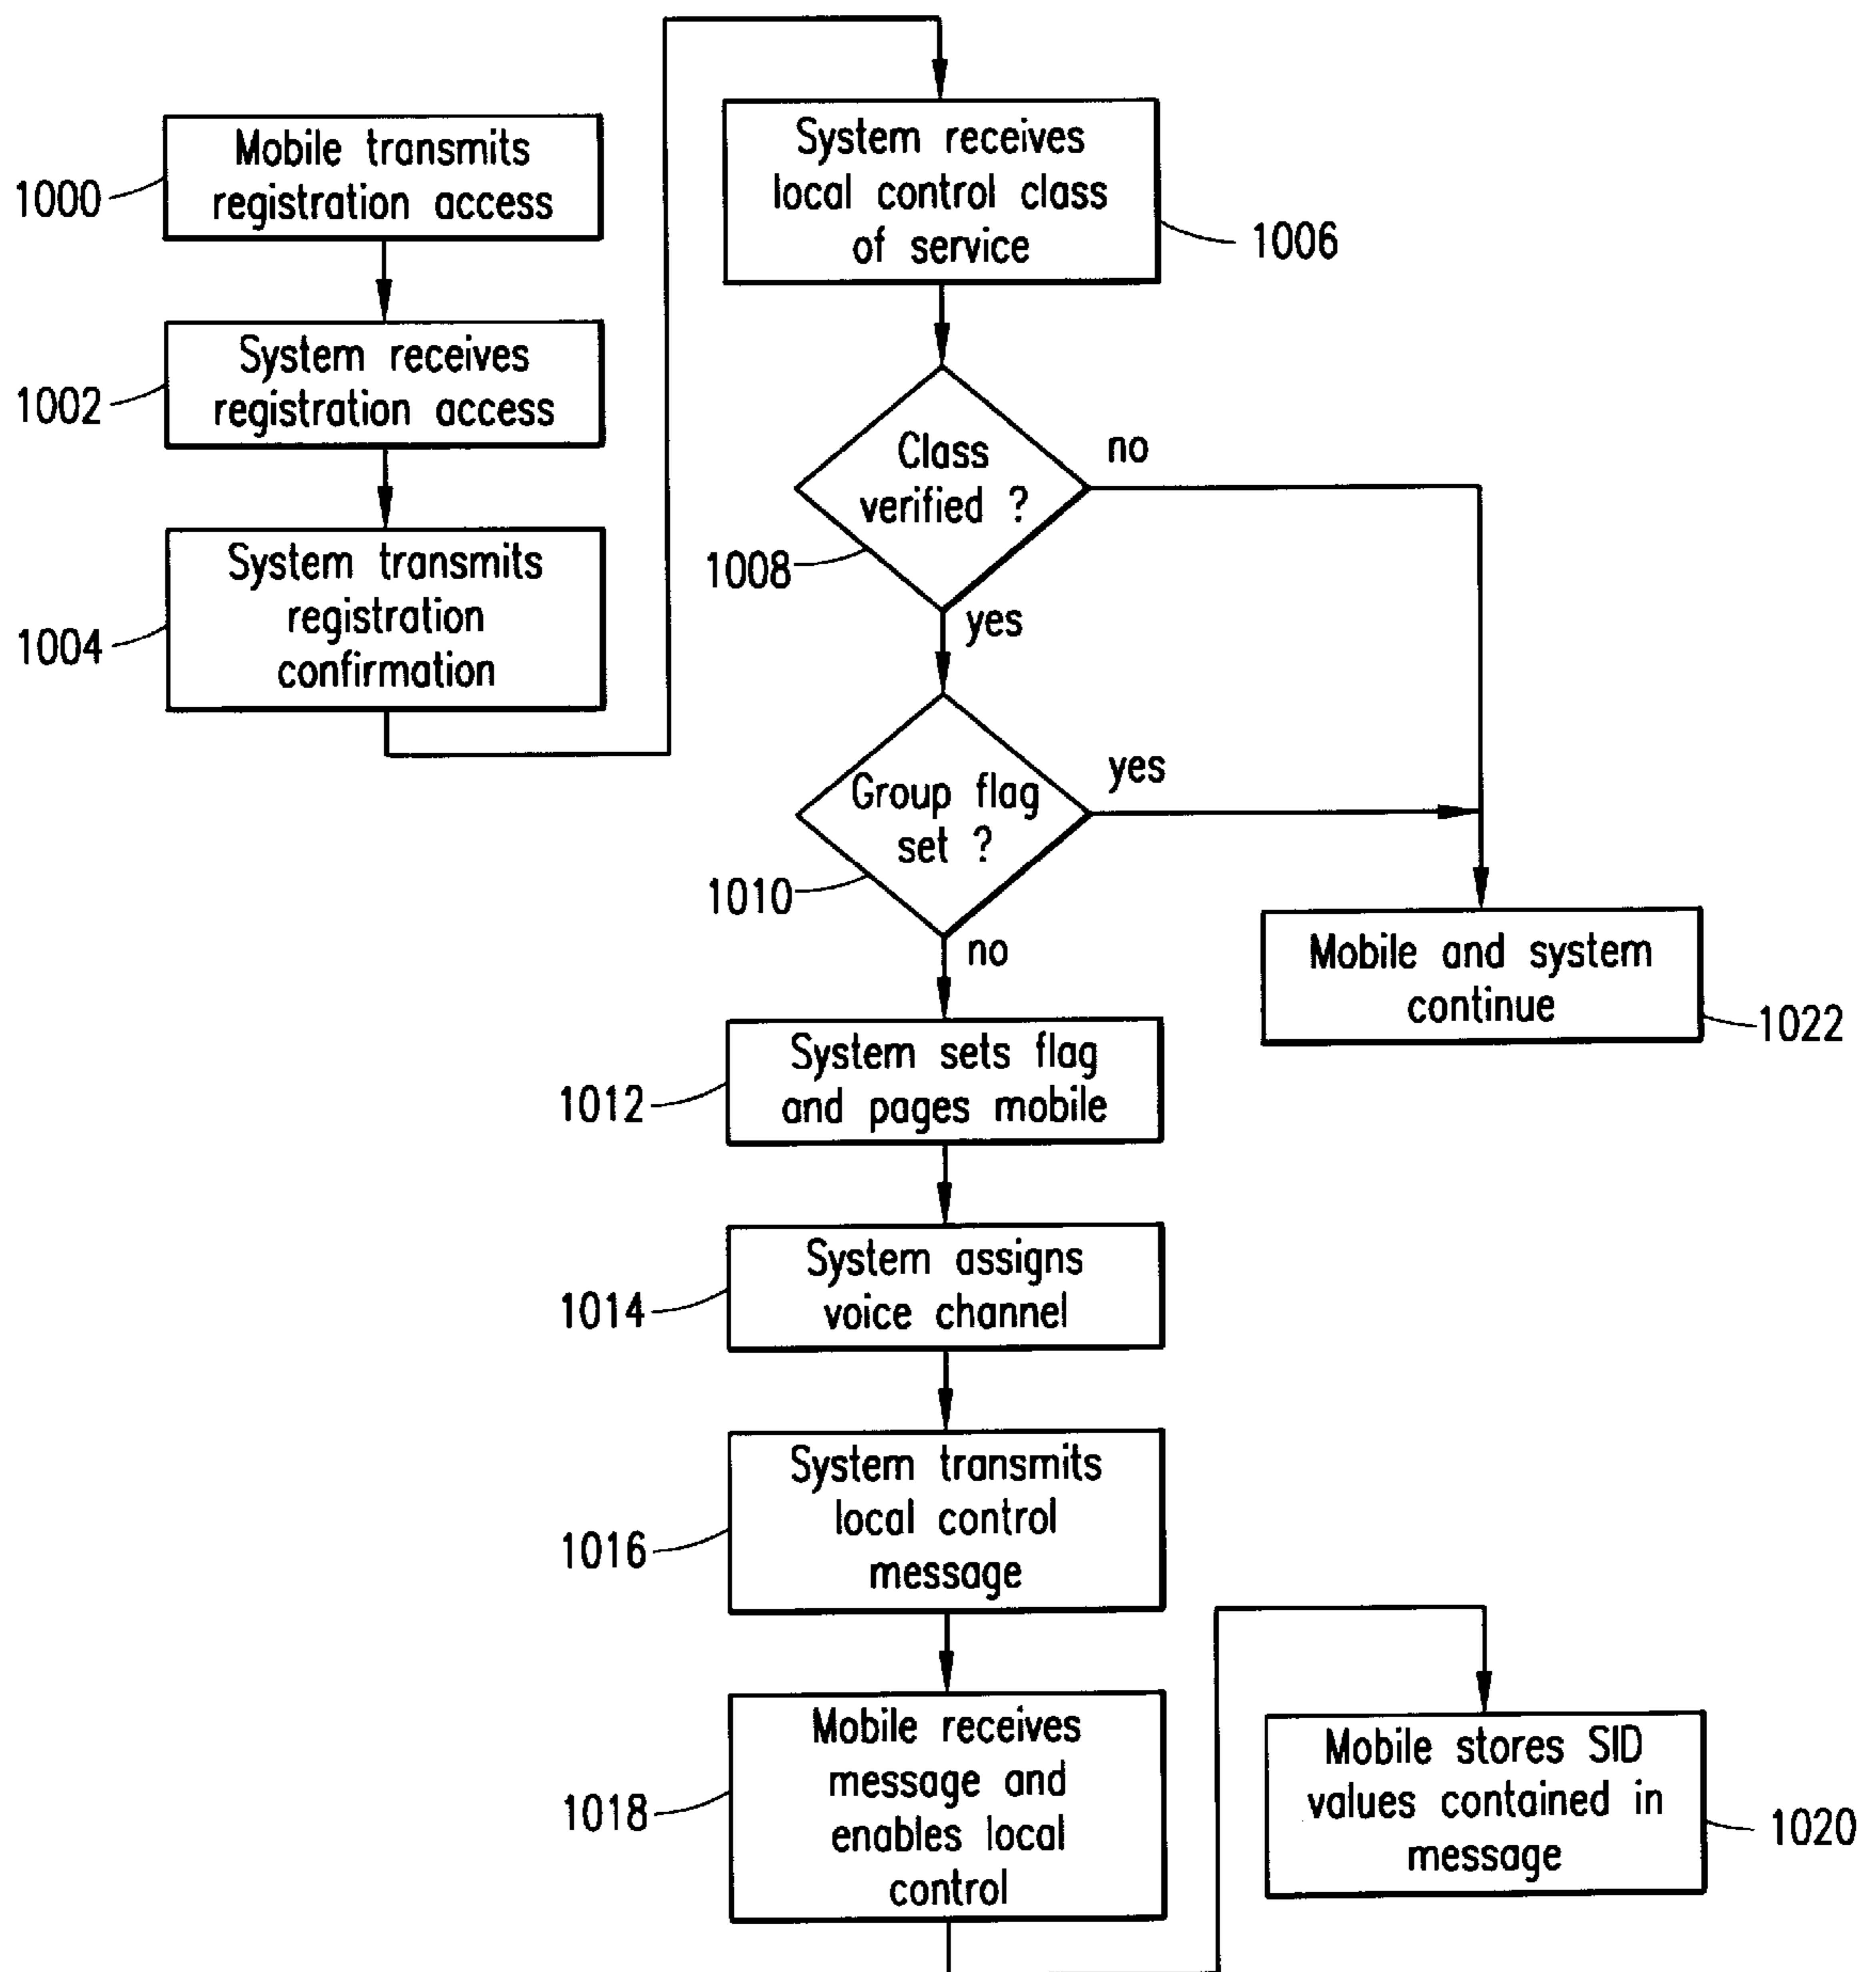 1000
Mobile transmits
registration access
1002
System receives
registration access
1004
System transmits
registration
confirmation
System receives
local control class
of service
1006
Class
verified ?
no
1008
yes
Group flag
set ?
yes
1010
no
Mobile and system
continue
1022
System sets flag
and pages mobile
1012
System assigns
voice channel
1014
System transmits
local control
message
1016
Mobile receives
message and
enables local
control
1018
Mobile stores SID
values contained in
message
1020